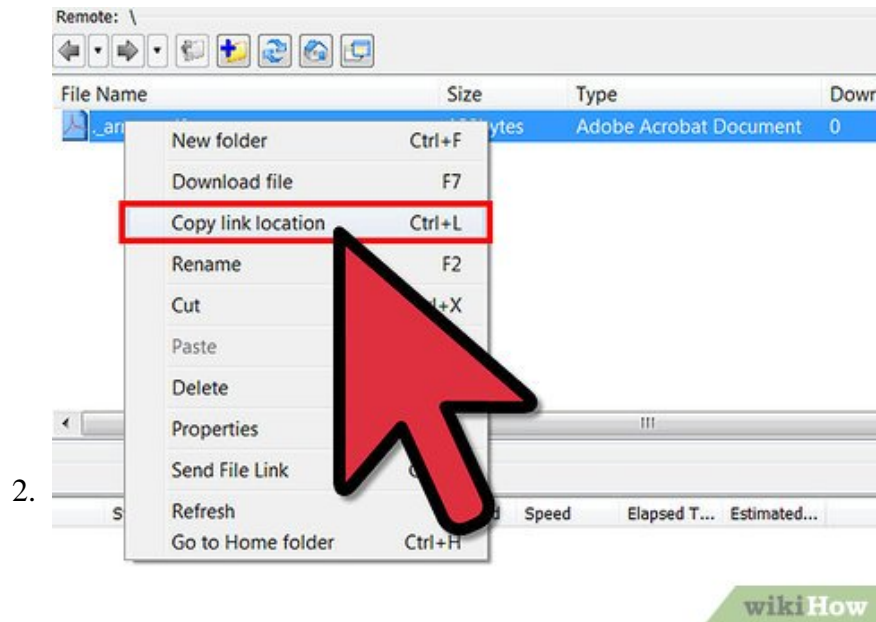 Remote: \
File Name Size Type Down
Adobe Acrobat Document 0
New folder Ctrl+F
Download file F7
Copy link location Ctrl+L
Rename F2
Cut
Paste
Delete
Properties
Send File Link
2.
Refresh
Speed Elapsed T... Estimated...
Go to Home folder Ctrl+H
wikiHow